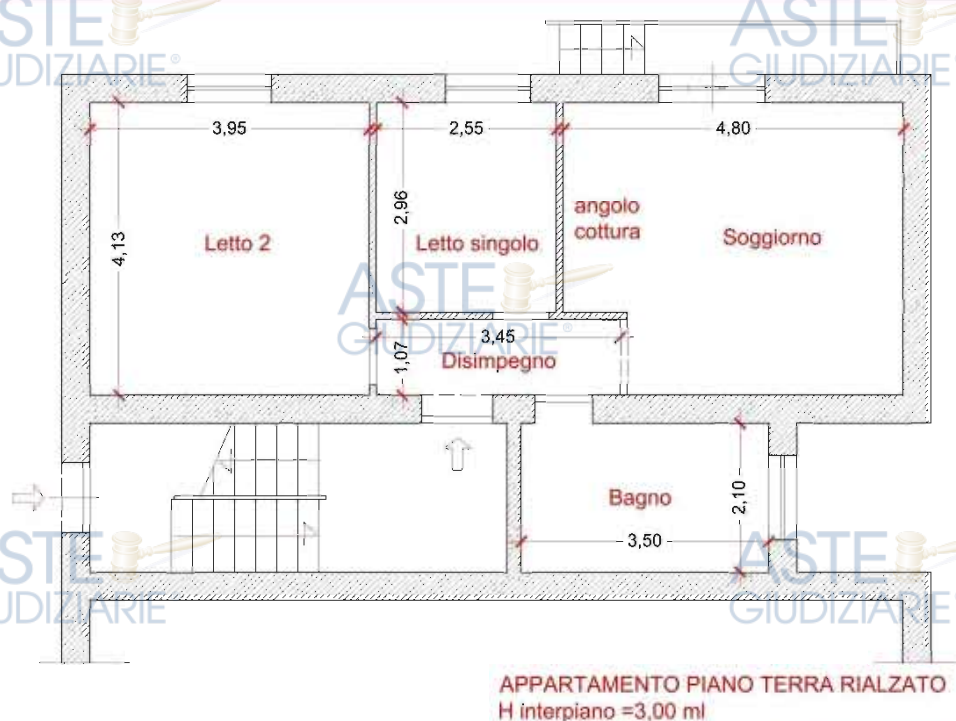 ASTE
GIUDIZIARIE®
ASTE
GIUDIZIARIE®
3,95
2,55
4,80
4,13
2,96
Letto 2
Letto singolo
angolo
cottura
Soggiorno
ASTE
GIUDIZIARIE®
3,45
1,07
Disimpegno
Bagno
2,10
3,50
ASTE
GIUDIZIARIE®
ASTE
GIUDIZIARIE®
APPARTAMENTO PIANO TERRA RIALZATO
H interpiano =3,00 ml